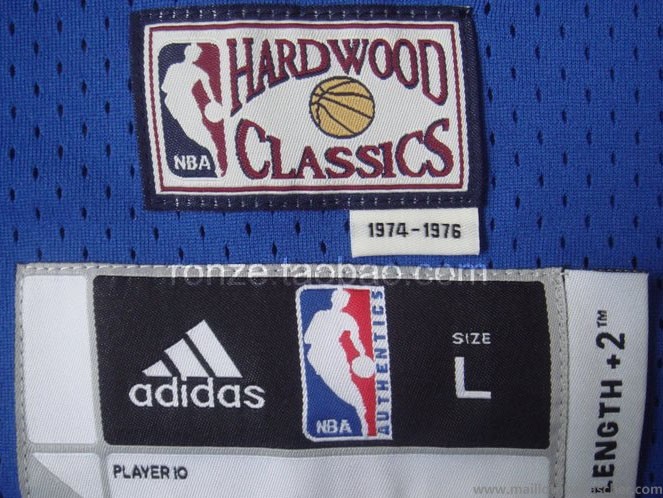 HARDWOOD
NBA
CLASSICS
1974-1976
ronze.taobao.com
adidas
NBA
AUTHENTICS
SIZE
L
LENGTH +2™
PLAYER ID